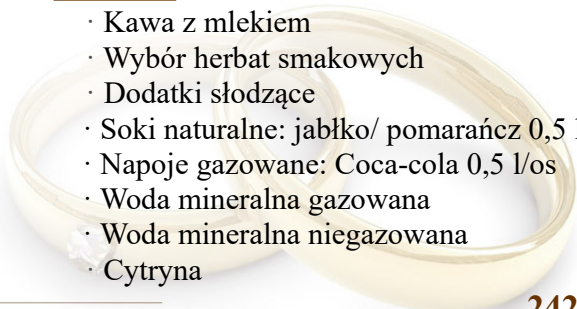 · Kawa z mlekiem
· Wybór herbat smakowych
· Dodatki słodzące
· Soki naturalne: jabłko/ pomarańcz 0,5 l
· Napoje gazowane: Coca-cola 0,5 l/os
· Woda mineralna gazowana
· Woda mineralna niegazowana
· Cytryna
242